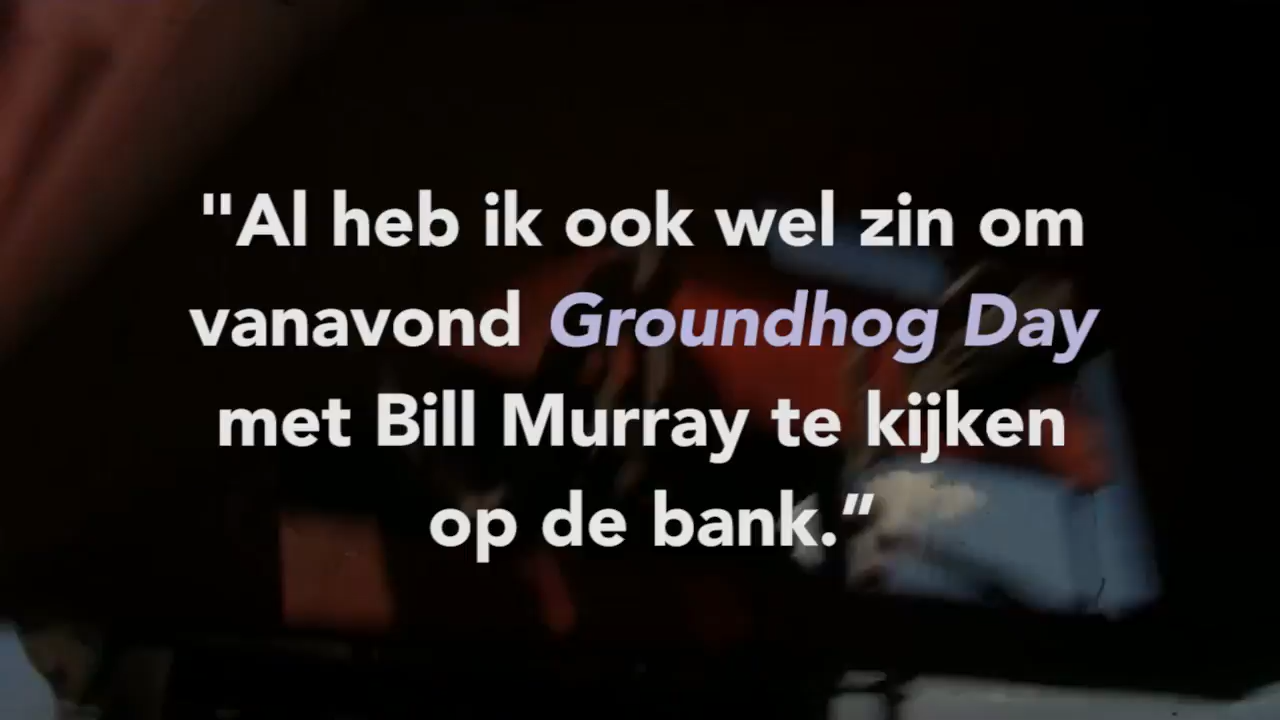 "Al heb ik ook wel zin om
vanavond Groundhog Day
met Bill Murray te kijken
op de bank.”